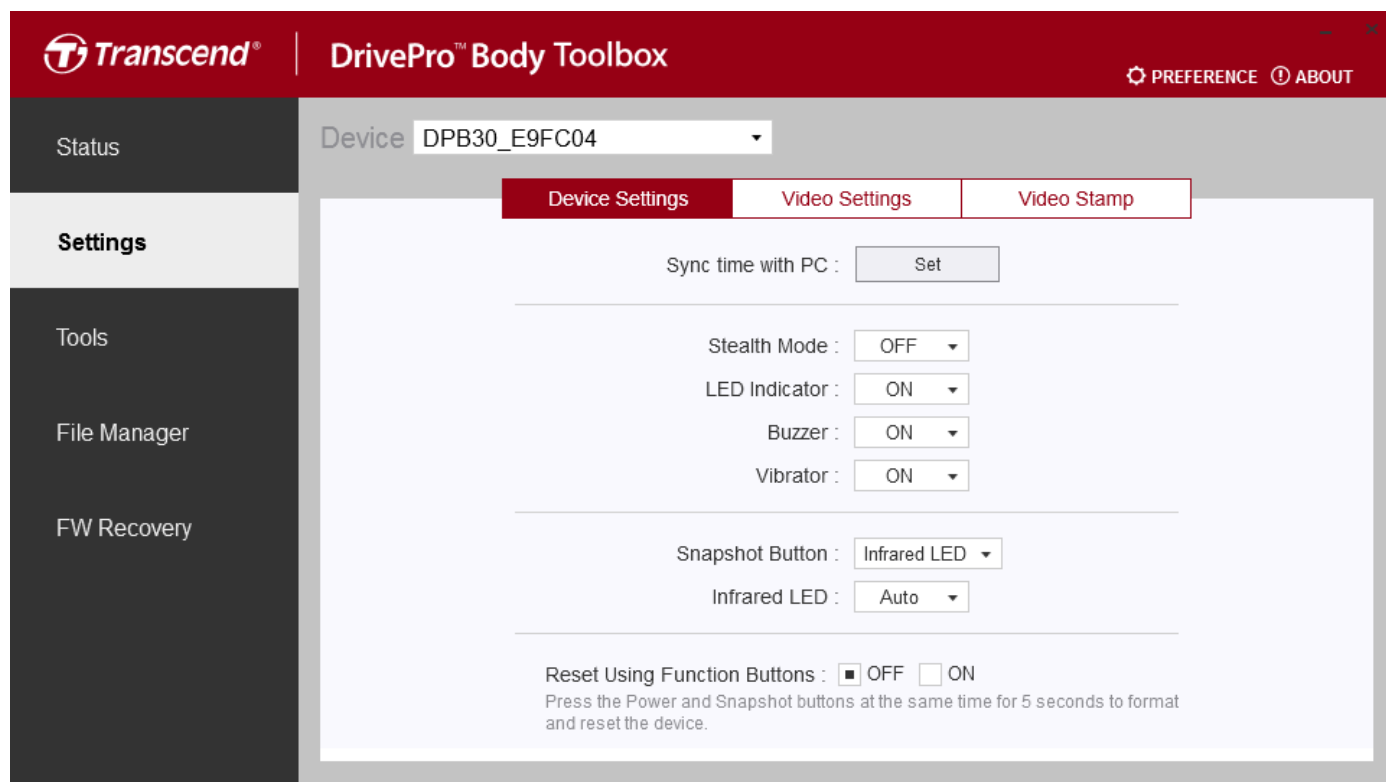 Transcend®
DrivePro™ Body Toolbox
PREFERENCE ABOUT
Status
Settings
Tools
File Manager
FW Recovery
Device DPB30_E9FC04
Device Settings Video Settings Video Stamp
Sync time with PC : Set
Stealth Mode : OFF
LED Indicator : ON
Buzzer : ON
Vibrator : ON
Snapshot Button : Infrared LED
Infrared LED : Auto
Reset Using Function Buttons : OFF ON
Press the Power and Snapshot buttons at the same time for 5 seconds to format
and reset the device.